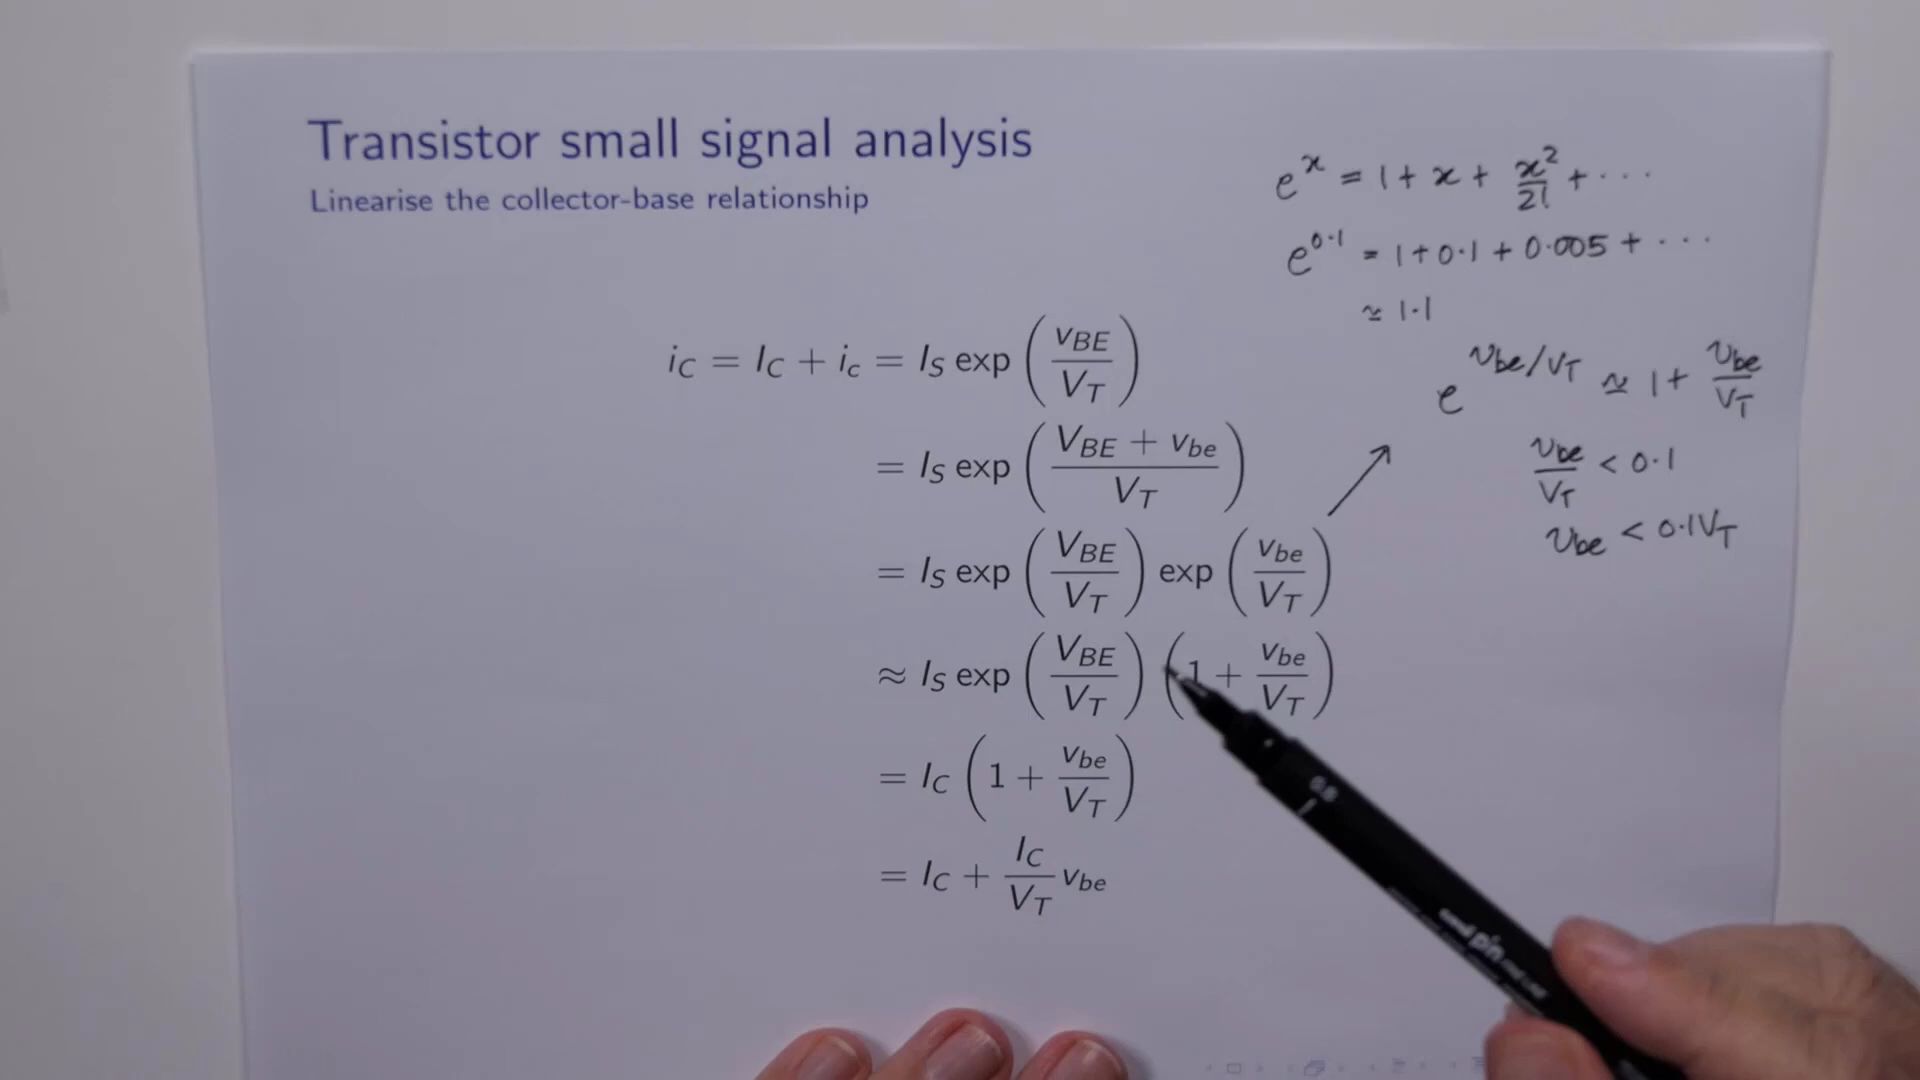 Transistor small signal analysis
Linearise the collector-base relationship
e^x = 1 + x + x²/2! + ...
e^0.1 = 1 + 0.1 + 0.005 + ...
≃ 1.1
i_C = I_C + i_c = I_S exp (v_BE / V_T)
= I_S exp ((V_BE + v_be) / V_T)
= I_S exp (V_BE / V_T) exp (v_be / V_T)
≈ I_S exp (V_BE / V_T) (1 + v_be / V_T)
= I_C (1 + v_be / V_T)
= I_C + I_C / V_T v_be
e^(v_be/V_T) ≃ 1 + v_be / V_T
v_be / V_T < 0.1
v_be < 0.1V_T
0.8
pin